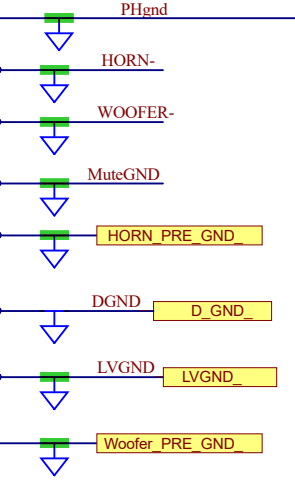 PHgnd
HORN-
WOOFER-
MuteGND
HORN_PRE_GND_
DGND D_GND_
LVGND LVGND_
Woofer_PRE_GND_